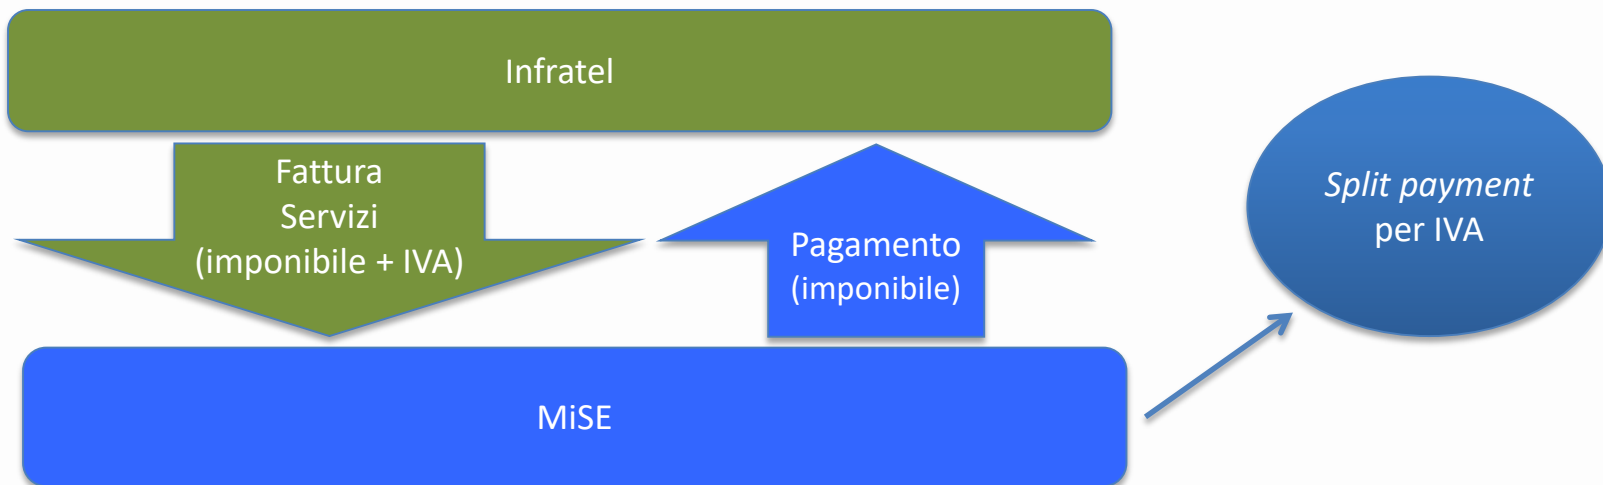 Infratel
Fattura
Servizi
(imponibile + IVA)
Pagamento
(imponibile)
Split payment
per IVA
MiSE